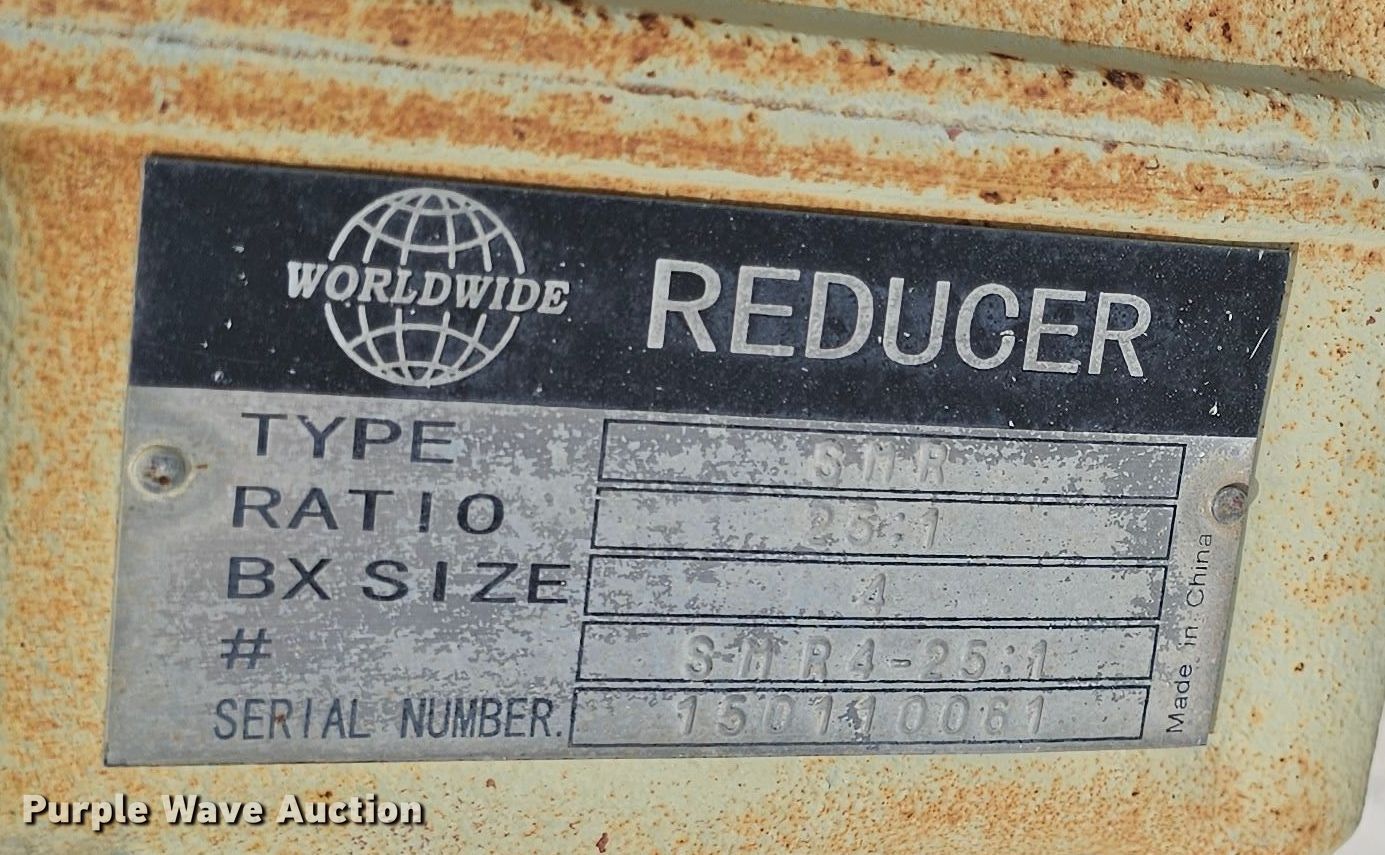 WORLDWIDE
REDUCER
TYPE SMR
RATIO 25:1
BX SIZE 4
# SMR4-25:1
SERIAL NUMBER. 150110061
Made in China
Purple Wave Auction